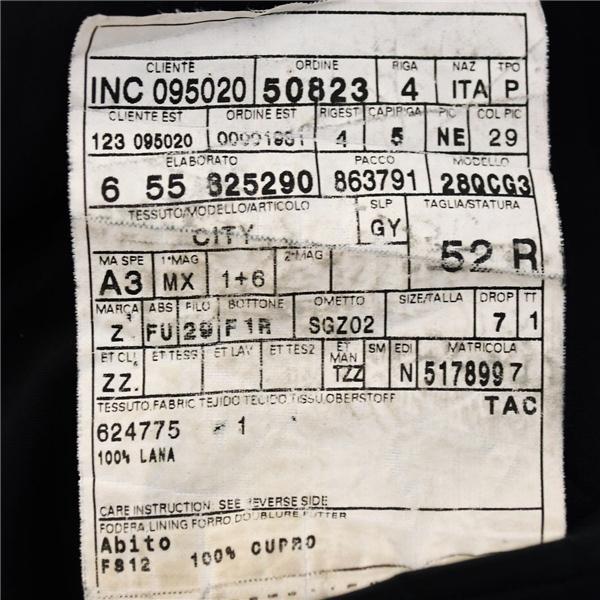 CLIENTE ORDINE RIGA NAZ TPO
INC 095020 50823 4 ITA P
CLIENTE EST ORDINE EST RIGEST CAPIRIGA PIC COL PIC
123 095020 00001981 4 5 NE 29
ELABORATO PACCO MODELLO
6 55 825290 863791 28QCG3
TESSUTO/MODELLO/ARTICOLO SLP TAGLIA/STATURA
CITY GY 52 R
MA SPE 1°MAG 2°MAG
A3 MX 1+6
MARCA ABS FILO BOTTONE OMETTO SIZE/TALLA DROP TT
Z FU 29 F1R SGZ02 7 1
ET CLI ET TESS ET LAV ET TES2 ET MAN SM EDI MATRICOLA
ZZ. TZZ N 5178997
TESSUTO.FABRIC TEJIDO TECIDO TISSU.OBERSTOFF TAC
624775 1
100% LANA
CARE INSTRUCTION: SEE REVERSE SIDE
FODERA.LINING FORRO.DOUBLURE FUTTER
Abito
FS12 100% CUPRO